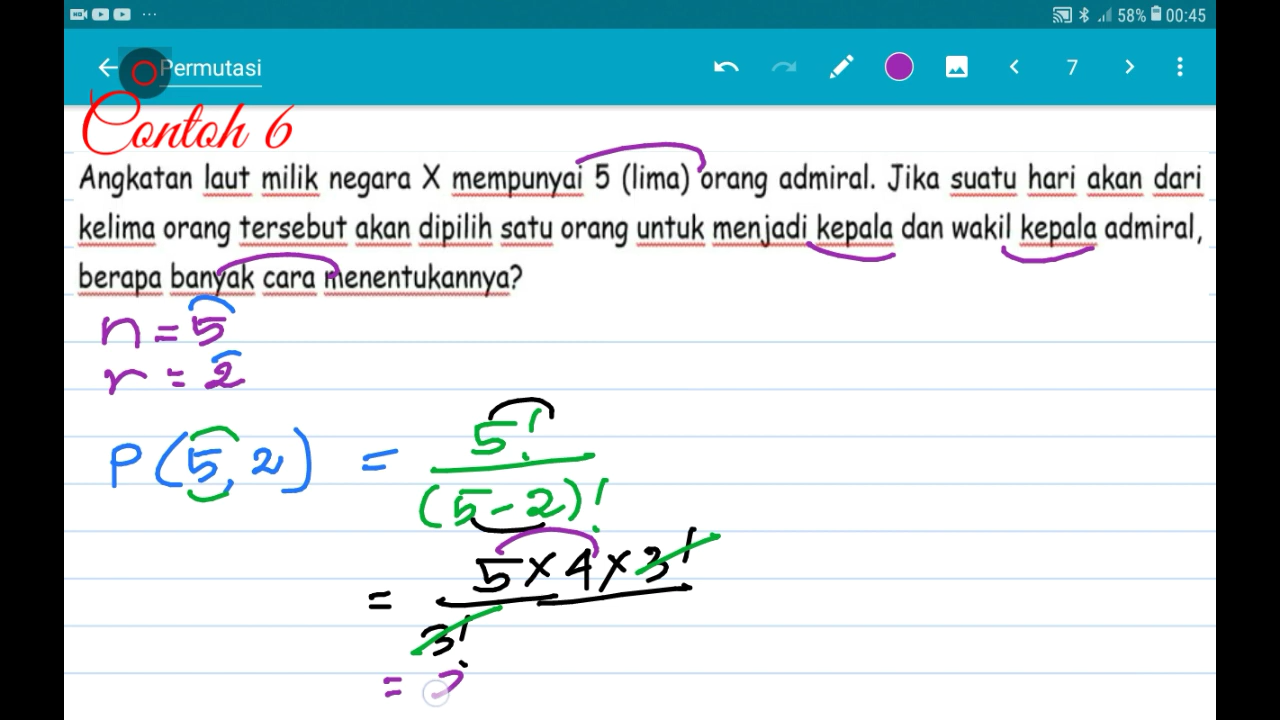 58% 00:45
Permutasi 7
Contoh 6
Angkatan laut milik negara X mempunyai 5 (lima) orang admiral. Jika suatu hari akan dari
kelima orang tersebut akan dipilih satu orang untuk menjadi kepala dan wakil kepala admiral,
berapa banyak cara menentukannya?
n = 5
r = 2
P(5,2) = 5! / (5-2)!
= 5 × 4 × 3! / 3!
= 2